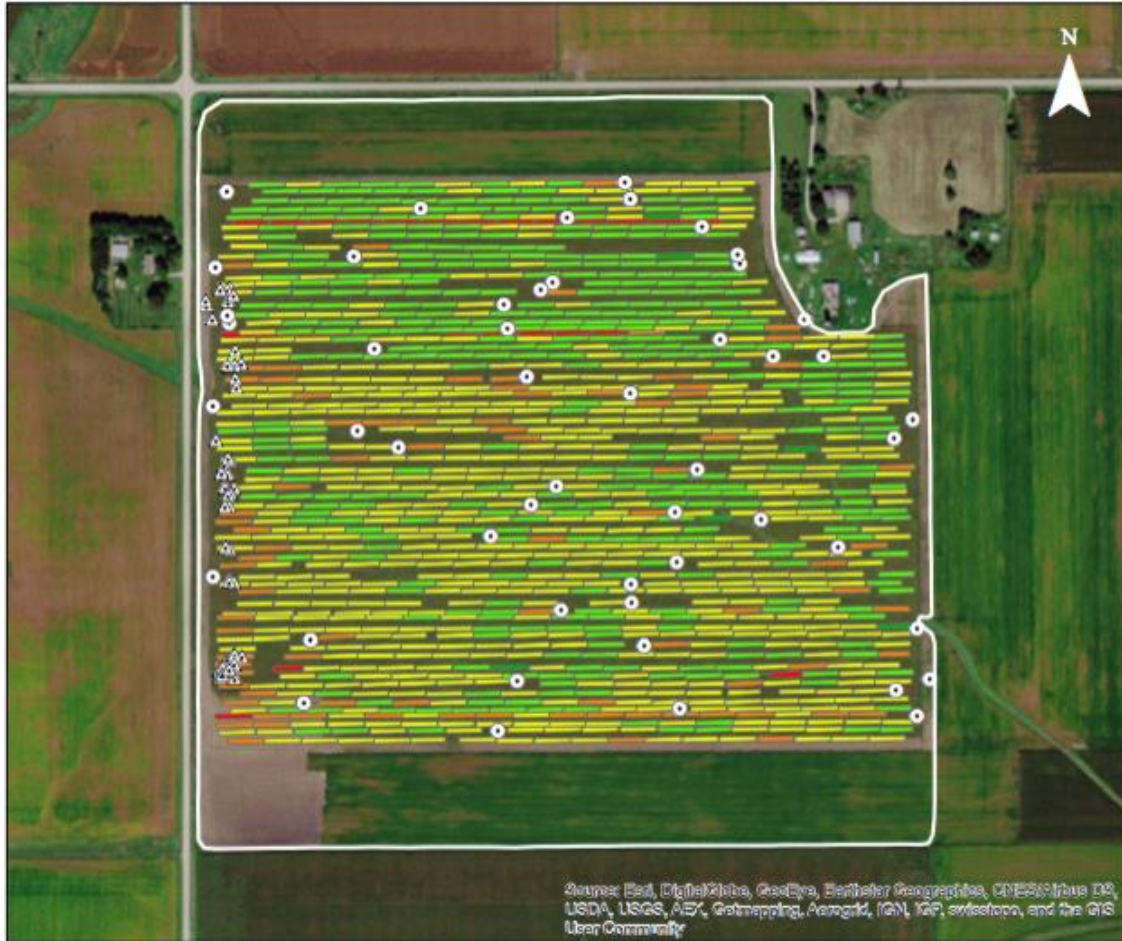 N
Source: Esri, DigitalGlobe, GeoEye, Earthstar Geographics, CNES/Airbus DS,
USDA, USGS, AEX, Getmapping, Aerogrid, IGN, IGP, swisstopo, and the GIS
User Community